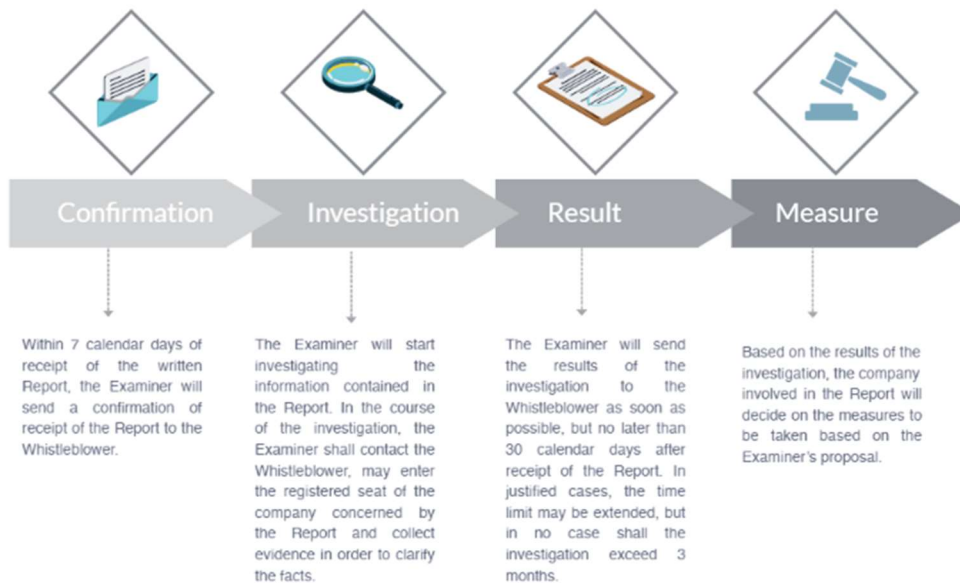 Confirmation
Investigation
Result
Measure
Within 7 calendar days of
receipt of the written
Report, the Examiner will
send a confirmation of
receipt of the Report to the
Whistleblower.
The Examiner will start
investigating the
information contained in
the Report. In the course
of the investigation, the
Examiner shall contact the
Whistleblower, may enter
the registered seat of the
company concerned by
the Report and collect
evidence in order to clarify
the facts.
The Examiner will send
the results of the
investigation to the
Whistleblower as soon as
possible, but no later than
30 calendar days after
receipt of the Report. In
justified cases, the time
limit may be extended, but
in no case shall the
investigation exceed 3
months.
Based on the results of the
investigation, the company
involved in the Report will
decide on the measures to
be taken based on the
Examiner's proposal.